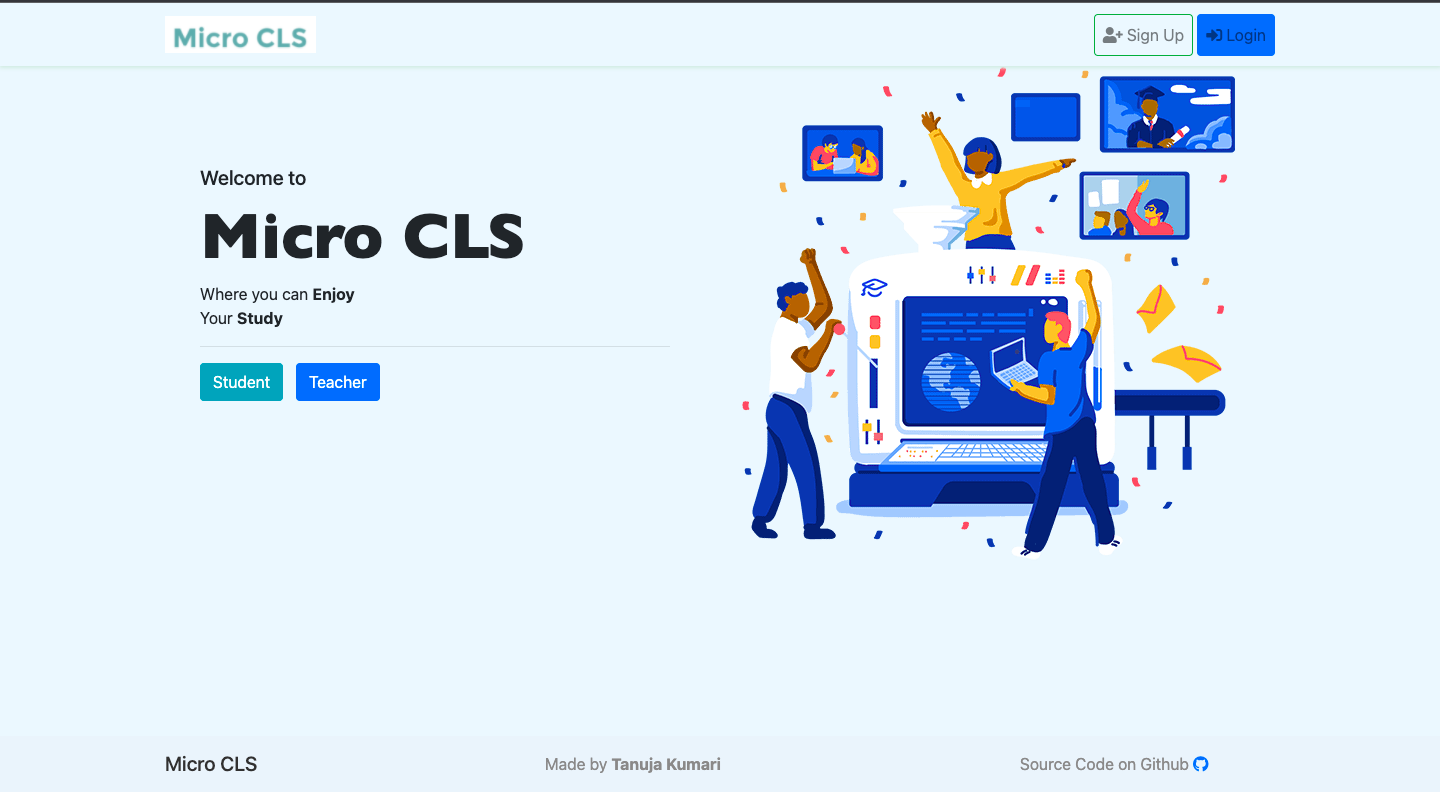 Micro CLS
Sign Up
Login
Welcome to
Micro CLS
Where you can Enjoy
Your Study
Student
Teacher
Micro CLS
Made by Tanuja Kumari
Source Code on Github